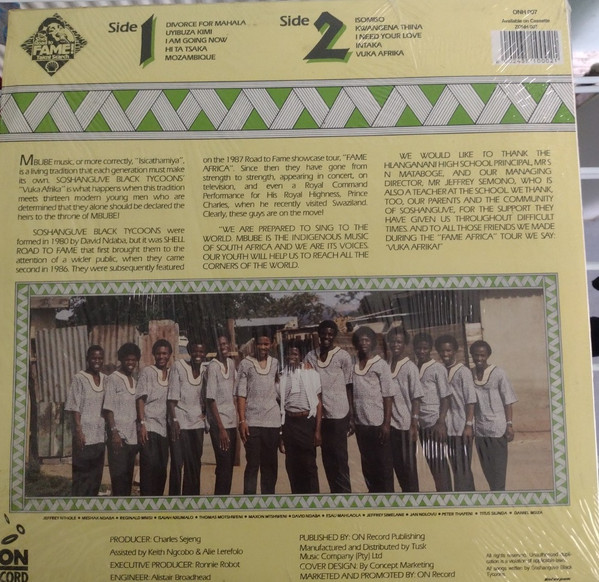 FAME!
Side 1
DIVORCE FOR MAHALA
UYIBUZA KIMI
I AM GOING NOW
HI TA TSAKA
MOZAMBIQUE
Side 2
ISOMISO
KWANGENA THINA
I NEED YOUR LOVE
INTAKA
VUKA AFRIKA
ONH 007
Available on Cassette
MBUBE music, or more correctly, "Isicathamiya",
is a living tradition that each generation must make
its own. SOSHANGUVE BLACK TYCOONS'
"Vuka Afrika" is what happens when this tradition
meets thirteen modern young men who are
determined that they alone should be declared the
heirs to the throne of MBUBE!
SOSHANGUVE BLACK TYCOONS were
formed in 1980 by David Ndaba, but it was SHELL
ROAD TO FAME that first brought them to the
attention of a wider public, when they came
second in 1986. They were subsequently featured
on the 1987 Road to Fame showcase tour, "FAME
AFRICA". Since then they have gone from
strength to strength, appearing in concert, on
television, and even a Royal Command
Performance for His Royal Highness, Prince
Charles, when he recently visited Swaziland.
Clearly, these guys are on the move!
"WE ARE PREPARED TO SING TO THE
WORLD. MBUBE IS THE INDIGENOUS MUSIC
OF SOUTH AFRICA AND WE ARE ITS VOICES.
OUR YOUTH WILL HELP US TO REACH ALL THE
CORNERS OF THE WORLD.
WE WOULD LIKE TO THANK THE
HLANGANANI HIGH SCHOOL PRINCIPAL, MR S
N MATABOGE, AND OUR MANAGING
DIRECTOR, MR JEFFREY SEMONO, WHO IS
ALSO A TEACHER AT THE SCHOOL. WE THANK,
TOO, OUR PARENTS AND THE COMMUNITY
OF SOSHANGUVE, FOR THE SUPPORT THEY
HAVE GIVEN US THROUGHOUT DIFFICULT
TIMES. AND TO ALL THOSE FRIENDS WE MADE
DURING THE "FAME AFRICA" TOUR WE SAY:
'VUKA AFRIKA!'
ON
RECORD
PRODUCER: Charles Sejeng
Assisted by Keith Ngcobo & Alie Lerefolo
EXECUTIVE PRODUCER: Ronnie Robot
ENGINEER: Alistair Broadhead
PUBLISHED BY: ON Record Publishing
Manufactured and Distributed by Tusk
Music Company (Pty) Ltd
COVER DESIGN: By Concept Marketing
MARKETED AND PROMOTED BY: ON Record